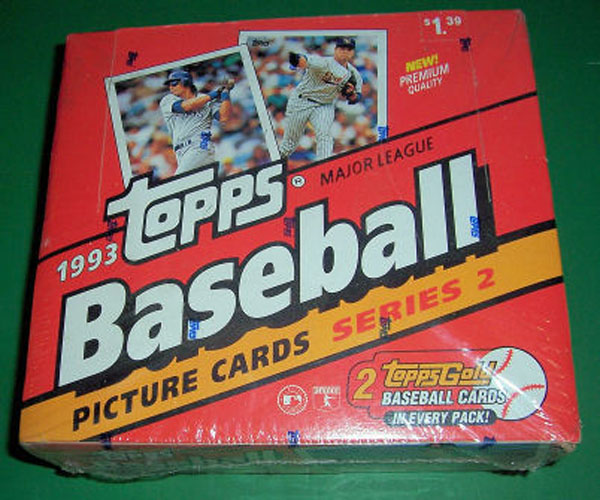 $1.39
NEW!
PREMIUM
QUALITY
Topps
MAJOR LEAGUE
1993 Topps ®
Baseball
PICTURE CARDS SERIES 2
2 ToppsGold
BASEBALL CARDS
IN EVERY PACK!